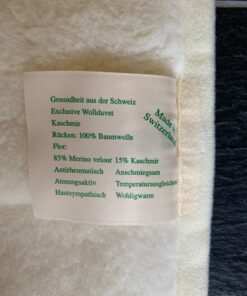 Gesundheit aus der Schweiz
Exclusive Wollduvet
Kaschmir
Rücken: 100% Baumwolle
Flor:
85% Merino velour 15% Kaschmir
Antirheumatisch Anschmiegsam
Atmungsaktiv Temperaturausgleichen
Hautsympathisch Wohligwarm
Made in
Switzerland